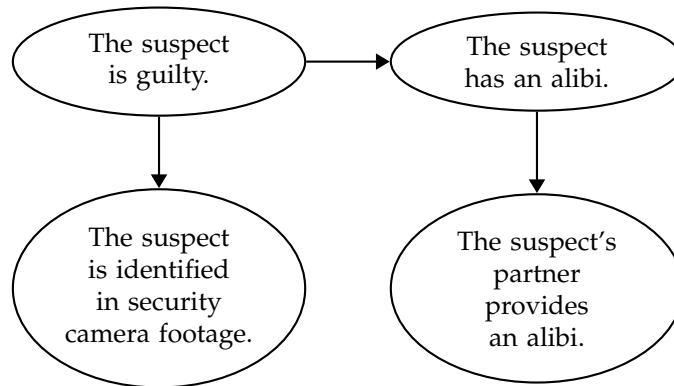 The suspect
is guilty.
The suspect
has an alibi.
The suspect
is identified
in security
camera footage.
The suspect's
partner
provides
an alibi.